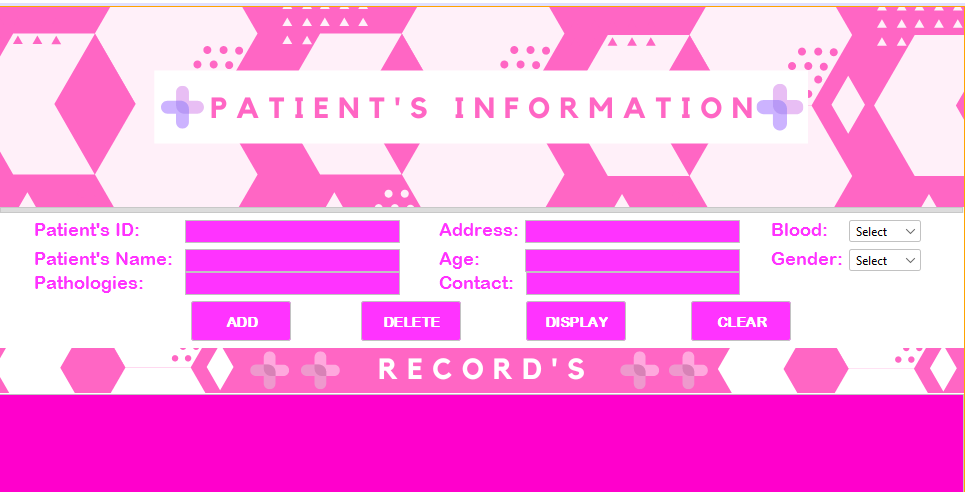 PATIENT'S INFORMATION
Patient's ID: Address: Blood: Select
Patient's Name: Age: Gender: Select
Pathologies: Contact:
ADD DELETE DISPLAY CLEAR
RECORD'S